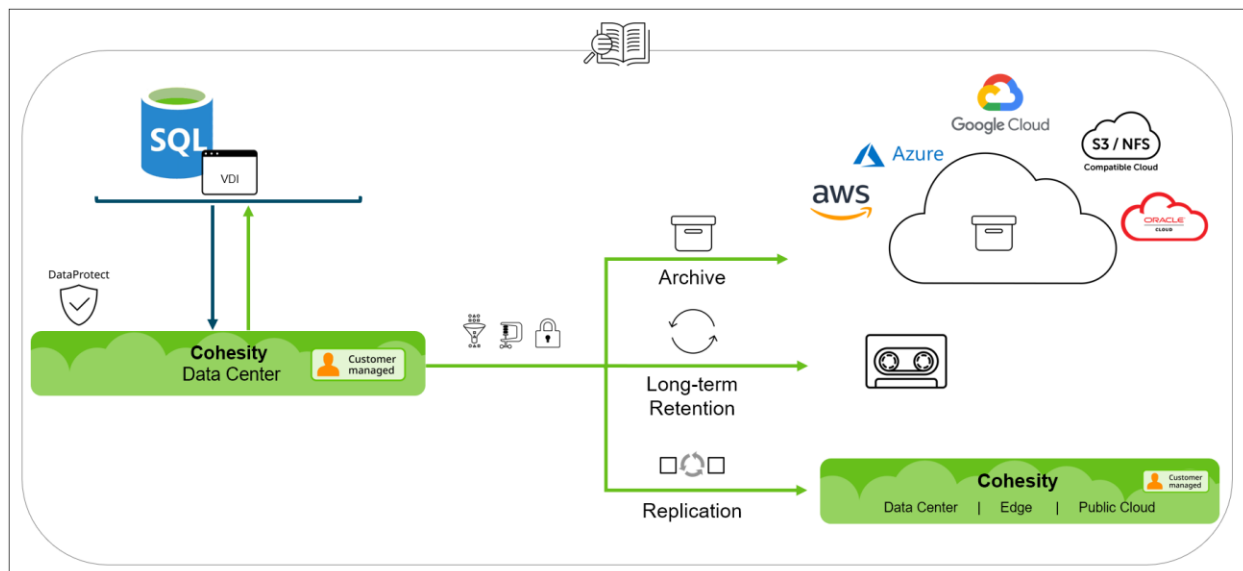 SQL
VDI
DataProtect
Cohesity
Data Center
Customer
managed
Archive
Long-term
Retention
Replication
Google Cloud
Azure
aws
S3 / NFS
Compatible Cloud
ORACLE
CLOUD
Cohesity
Customer
managed
Data Center | Edge | Public Cloud